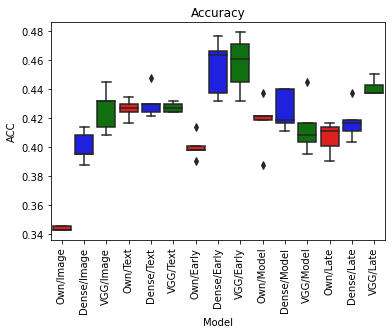 Accuracy
0.48
0.46
0.44
0.42
0.40
0.38
0.36
0.34
ACC
Own/Image
Dense/Image
VGG/Image
Own/Text
Dense/Text
VGG/Text
Own/Early
Dense/Early
VGG/Early
Own/Model
Dense/Model
VGG/Model
Own/Late
Dense/Late
VGG/Late
Model